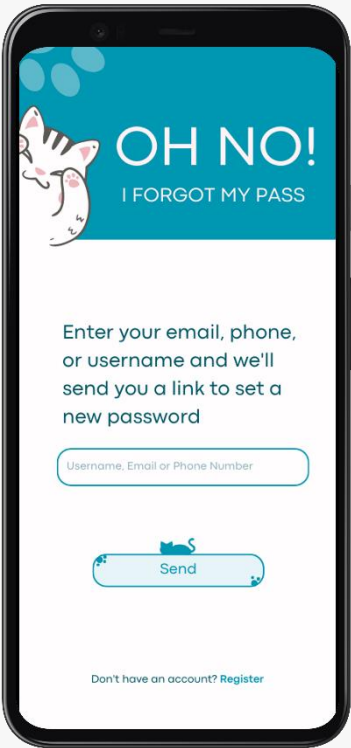 OH NO!
I FORGOT MY PASS
Enter your email, phone,
or username and we'll
send you a link to set a
new password
Username, Email or Phone Number
Send
Don't have an account? Register